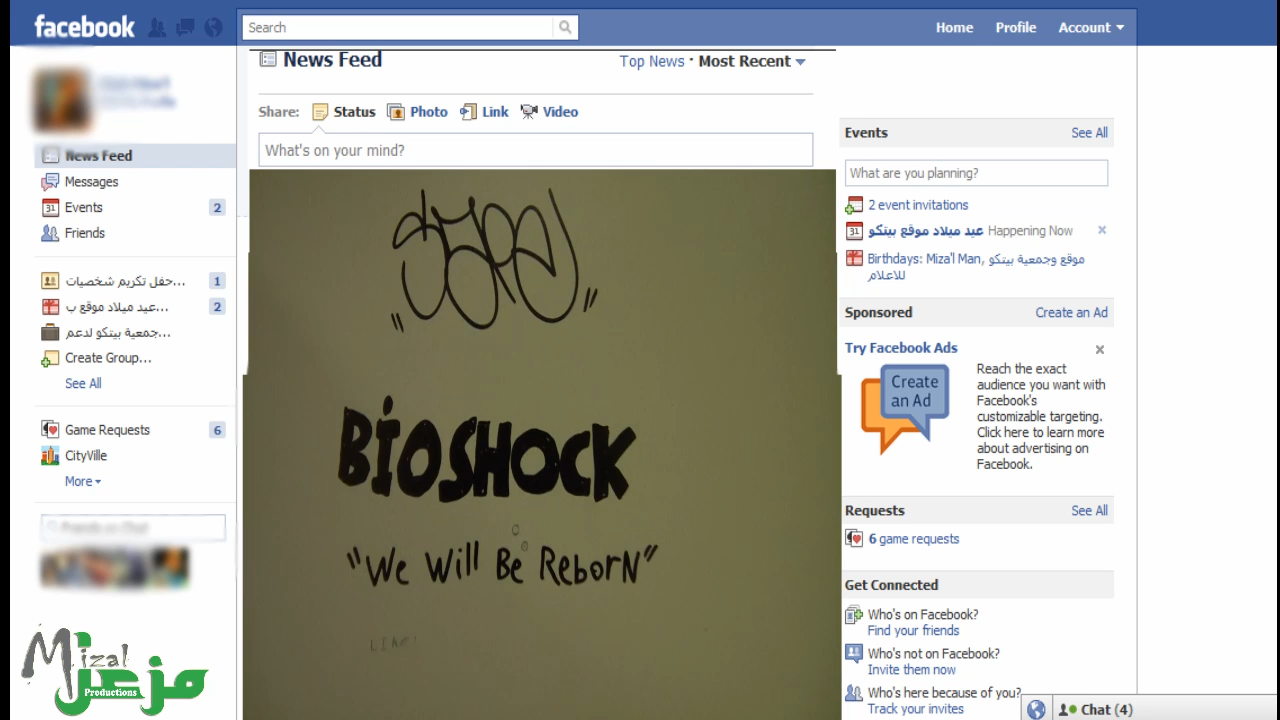 facebook
Search
Home Profile Account
News Feed
Top News · Most Recent
Share: Status Photo Link Video
What's on your mind?
News Feed
Messages
31 Events 2
Friends
حفل تكريم شخصيات... 1
عيد ميلاد موقع ب... 2
جمعية بيتكو لدعم...
Create Group...
See All
Game Requests 6
CityVille
More
Friends on Chat
Mizal
مزعل
Productions
BIOSHOCK
"We Will Be ReborN"
Events See All
What are you planning?
2 event invitations
31 عيد ميلاد موقع بيتكو Happening Now x
Birthdays: Miza'l Man, موقع وجمعية بيتكو
للاعلام
Sponsored Create an Ad
Try Facebook Ads x
Create
an Ad
Reach the exact
audience you want with
Facebook's
customizable targeting.
Click here to learn more
about advertising on
Facebook.
Requests See All
6 game requests
Get Connected
Who's on Facebook?
Find your friends
Who's not on Facebook?
Invite them now
Who's here because of you?
Track your invites
Chat (4)